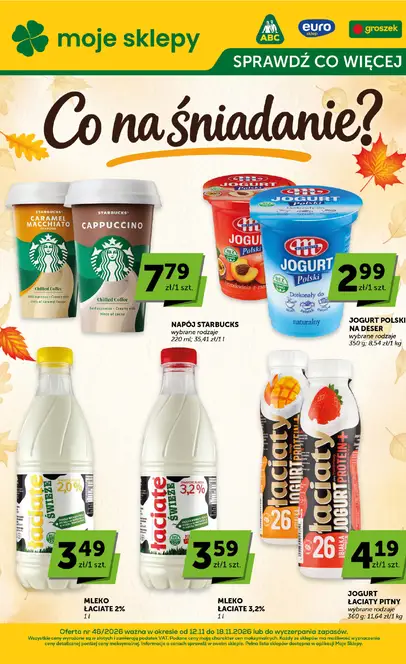 moje sklepy
ABC
euro
sklep
groszek
SPRAWDŹ CO WIĘCEJ
Co na śniadanie?
STARBUCKS
CARAMEL
MACCHIATO
Chilled Coffee
STARBUCKS
CAPPUCCINO
Chilled Coffee
7 79
zł/1 szt.
NAPÓJ STARBUCKS
wybrane rodzaje
220 ml; 35,41 zł/1 l
JOGURT
Polski
JOGURT
Polski
Doskonały do
naturalny
2 99
zł/1 szt.
JOGURT POLSKI
NA DESER
wybrane rodzaje
350 g; 8,54 zł/1 kg
łaciate
ŚWIEŻE
2,0%
3 49
zł/1 szt.
MLEKO
ŁACIATE 2%
1 l
łaciate
ŚWIEŻE
3,2%
3 59
zł/1 szt.
MLEKO
ŁACIATE 3,2%
1 l
łaciaty
JOGURT PROTEIN+
26
łaciaty
JOGURT PROTEIN+
26
4 19
zł/1 szt.
JOGURT
ŁACIATY PITNY
wybrane rodzaje
360 g; 11,64 zł/1 kg
Oferta nr 46/2026 ważna w okresie od 12.11 do 18.11.2026 lub do wyczerpania zapasów.